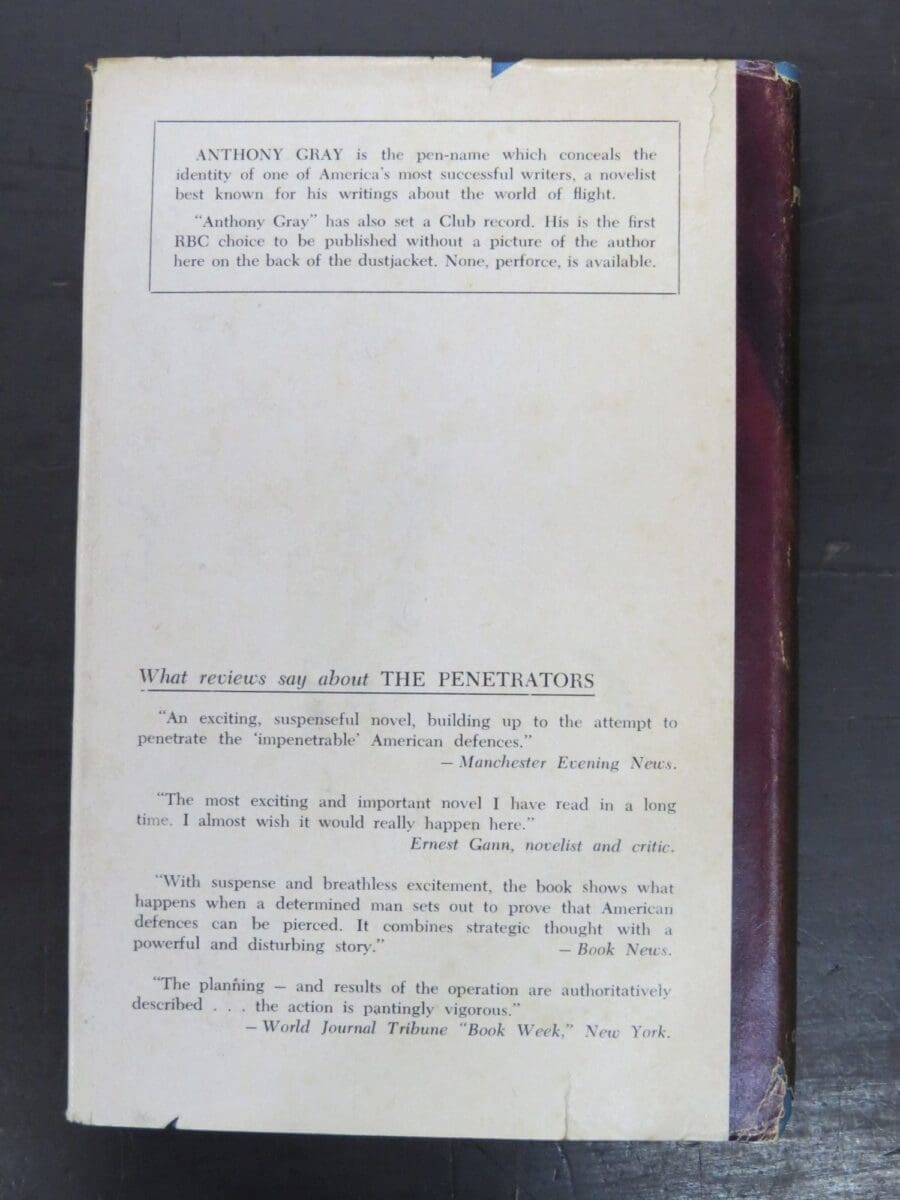 ANTHONY GRAY is the pen-name which conceals the
identity of one of America's most successful writers, a novelist
best known for his writings about the world of flight.
"Anthony Gray" has also set a Club record. His is the first
RBC choice to be published without a picture of the author
here on the back of the dustjacket. None, perforce, is available.
What reviews say about THE PENETRATORS
"An exciting, suspenseful novel, building up to the attempt to
penetrate the 'impenetrable' American defences."
— Manchester Evening News.
"The most exciting and important novel I have read in a long
time. I almost wish it would really happen here."
Ernest Gann, novelist and critic.
"With suspense and breathless excitement, the book shows what
happens when a determined man sets out to prove that American
defences can be pierced. It combines strategic thought with a
powerful and disturbing story." — Book News.
"The planning — and results of the operation are authoritatively
described . . . the action is pantingly vigorous."
— World Journal Tribune "Book Week," New York.